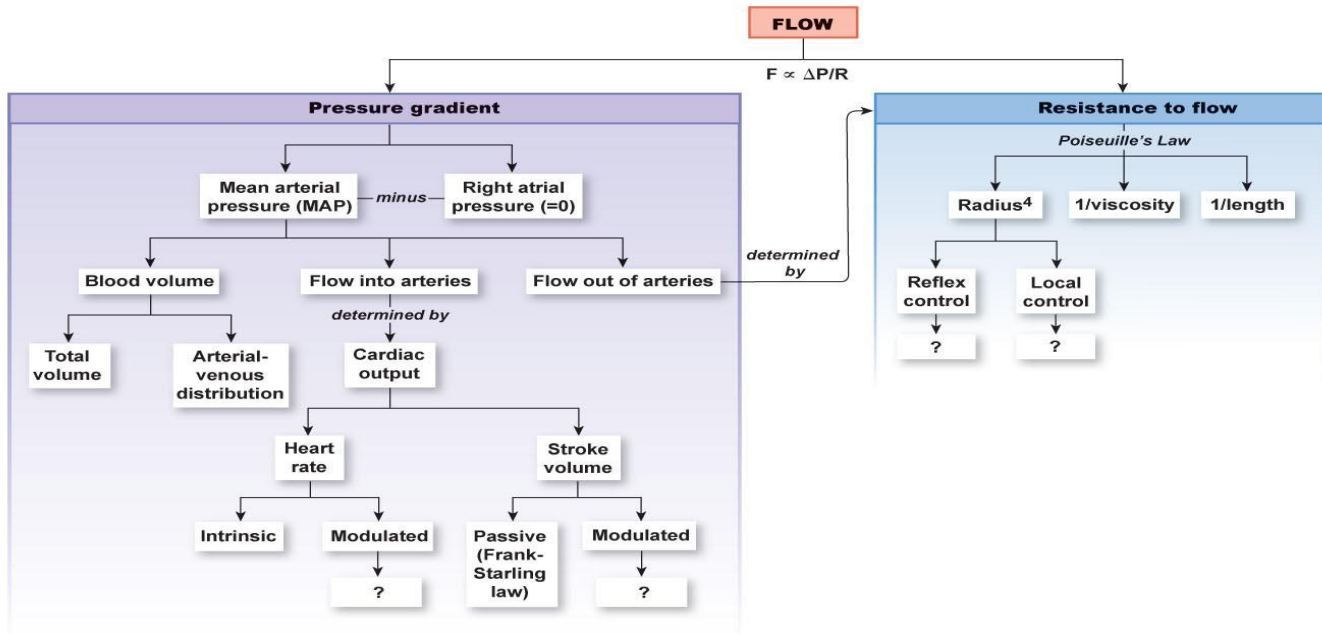 FLOW
F ∝ ΔP/R
Pressure gradient
Mean arterial
pressure (MAP)
minus
Right atrial
pressure (=0)
Blood volume
Flow into arteries
Flow out of arteries
determined
by
determined by
Total
volume
Arterial-
venous
distribution
Cardiac
output
Heart
rate
Stroke
volume
Intrinsic
Modulated
Passive
(Frank-
Starling
law)
Modulated
?
?
Resistance to flow
Poiseuille's Law
Radius⁴
1/viscosity
1/length
Reflex
control
Local
control
?
?